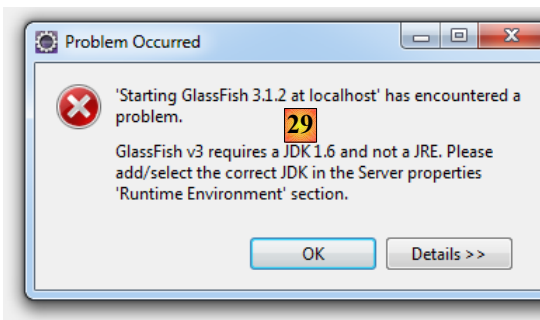 Problem Occurred
'Starting GlassFish 3.1.2 at localhost' has encountered a
problem.
29
GlassFish v3 requires a JDK 1.6 and not a JRE. Please
add/select the correct JDK in the Server properties
'Runtime Environment' section.
OK
Details >>